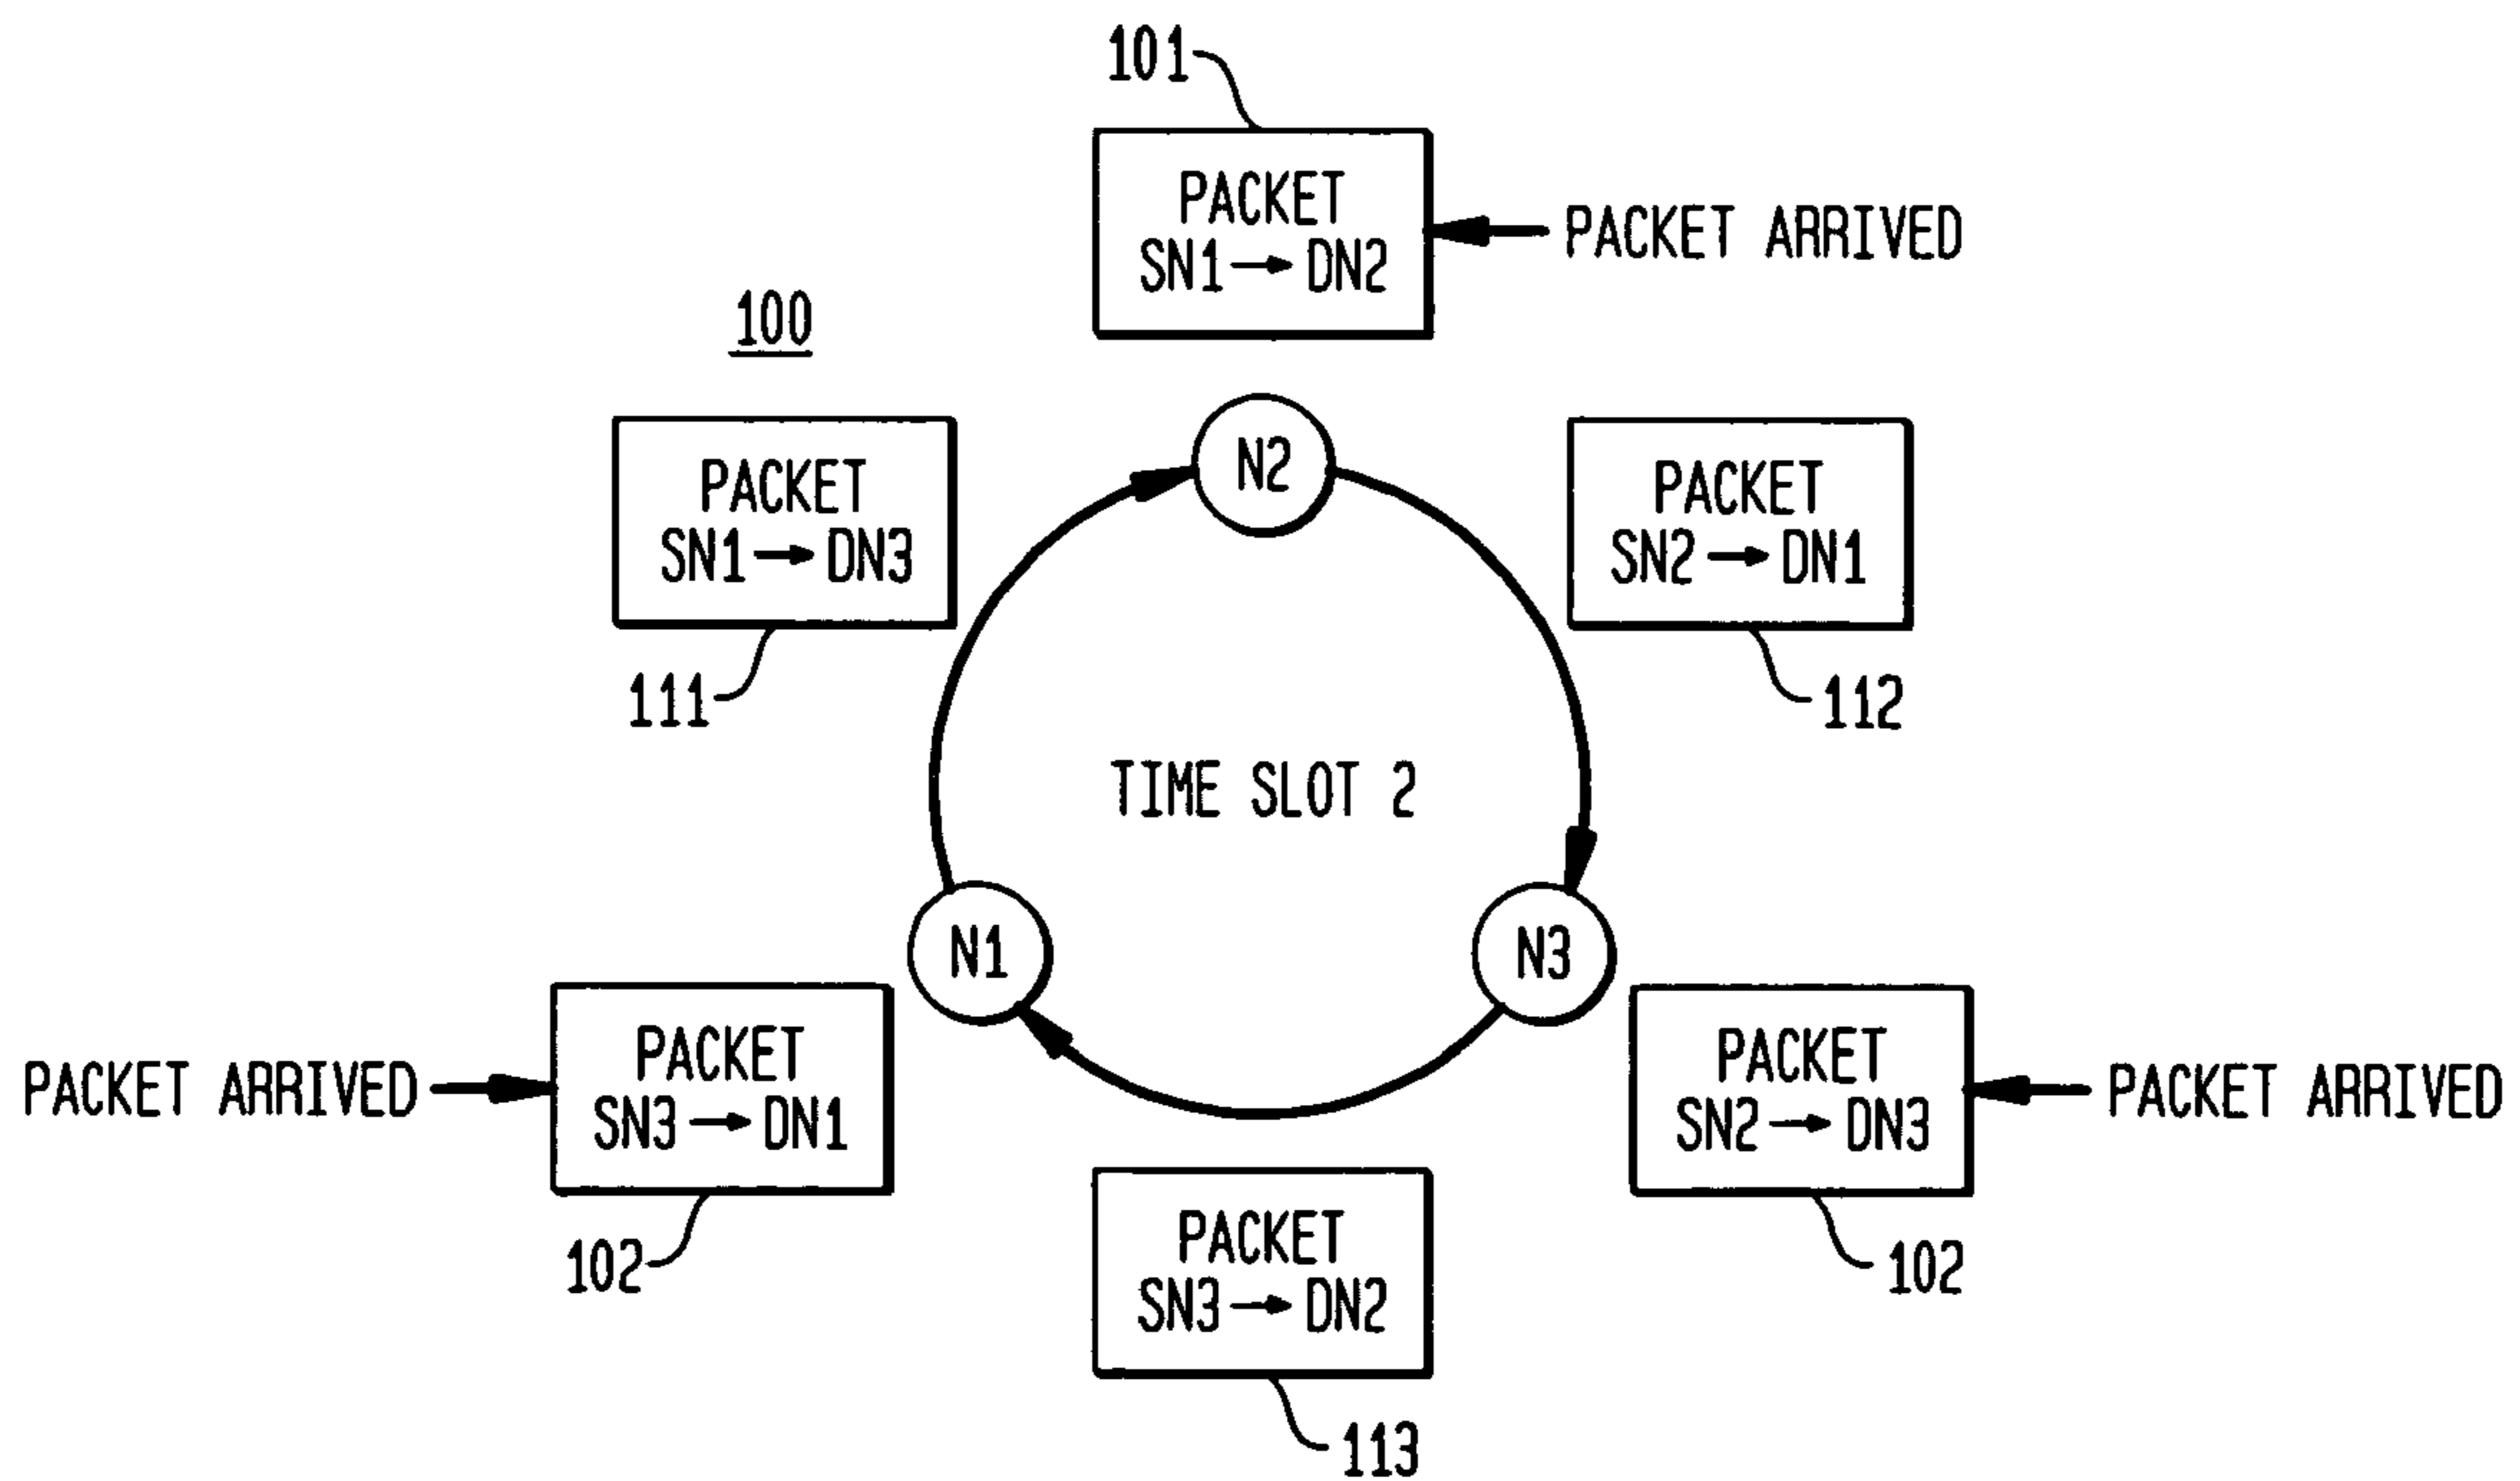 101
PACKET
SN1 → DN2
PACKET ARRIVED
100
PACKET
SN1 → DN3
111
N2
PACKET
SN2 → DN1
112
TIME SLOT 2
N1
N3
PACKET ARRIVED
PACKET
SN3 → DN1
102
PACKET
SN2 → DN3
102
PACKET ARRIVED
PACKET
SN3 → DN2
113